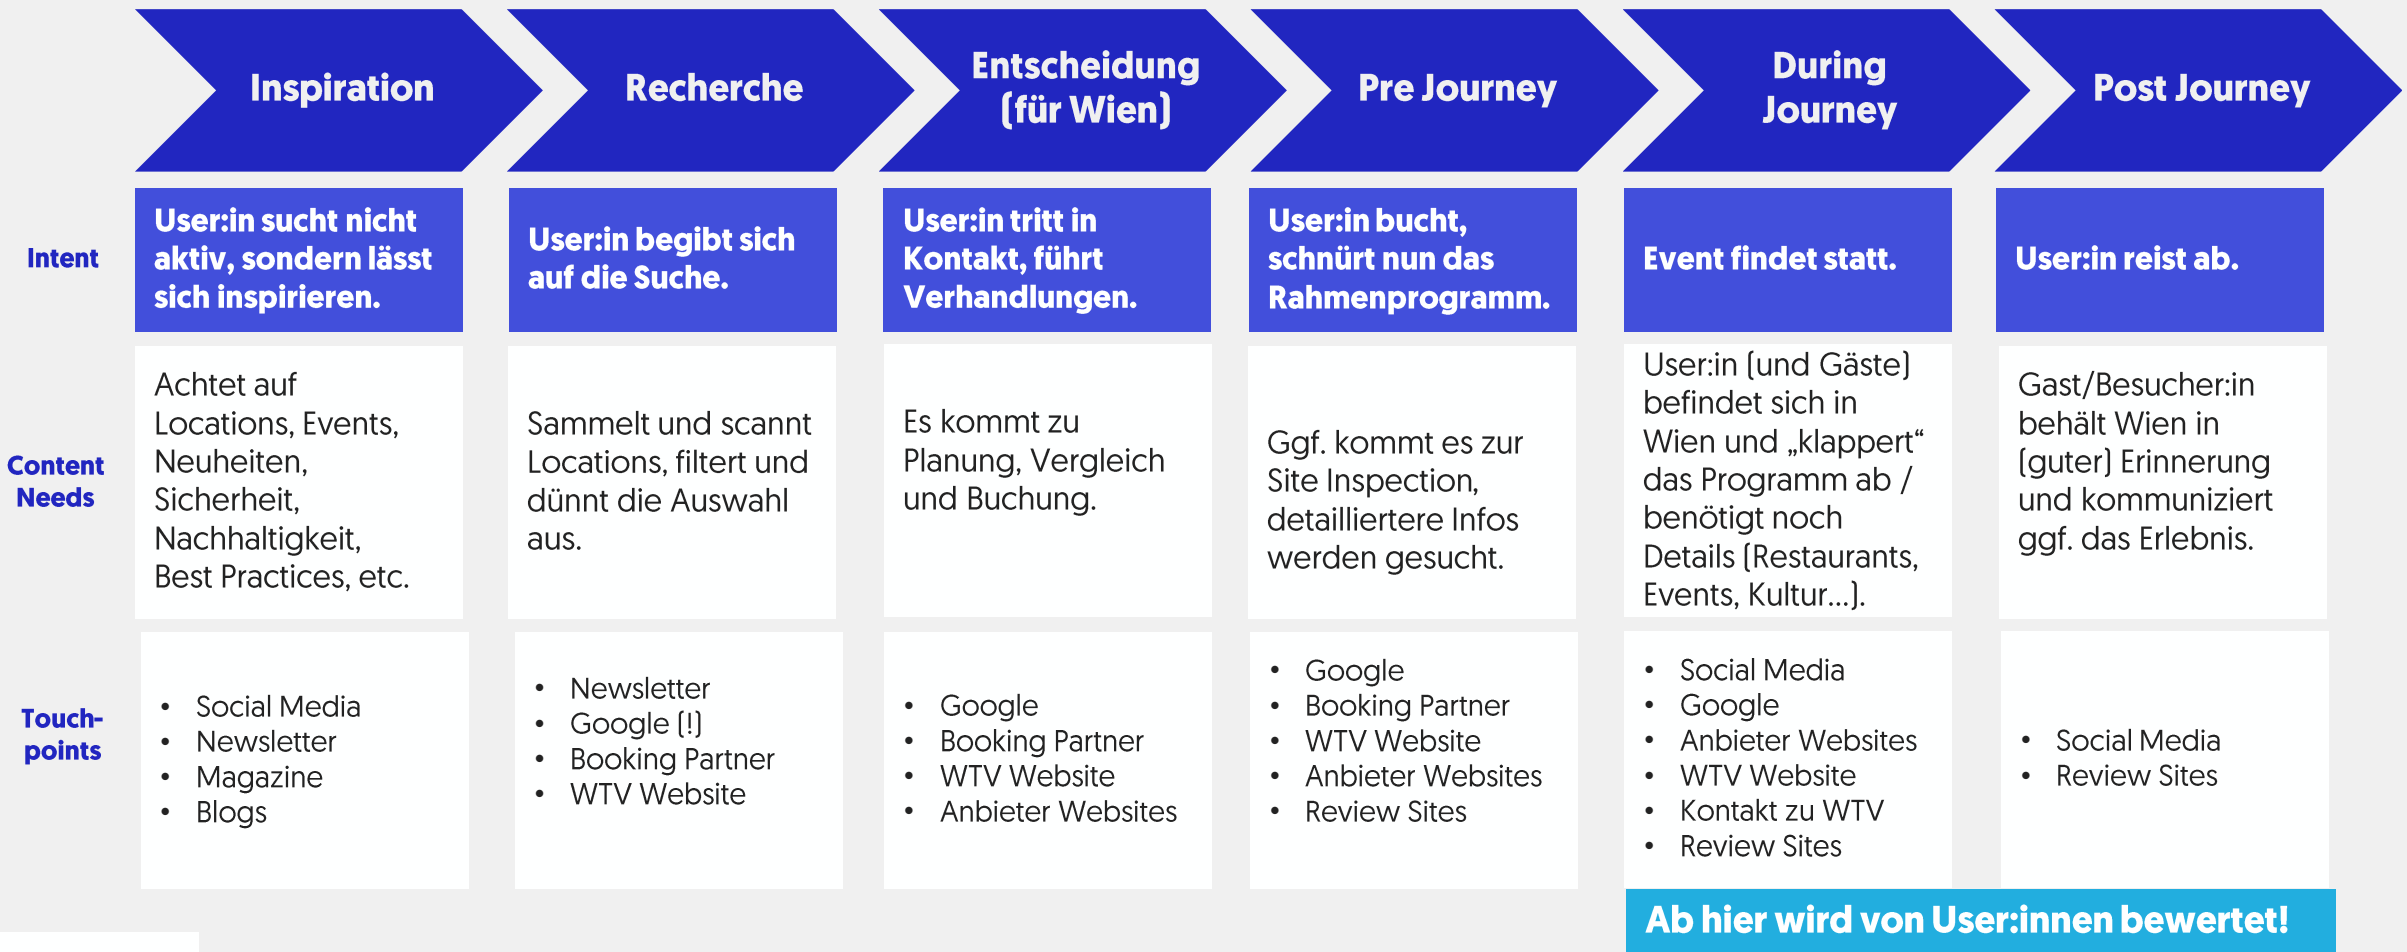 Inspiration
Recherche
Entscheidung
(für Wien)
Pre Journey
During
Journey
Post Journey
Intent
User:in sucht nicht
aktiv, sondern lässt
sich inspirieren.
User:in begibt sich
auf die Suche.
User:in tritt in
Kontakt, führt
Verhandlungen.
User:in bucht,
schnürt nun das
Rahmenprogramm.
Event findet statt.
User:in reist ab.
Content
Needs
Achtet auf
Locations, Events,
Neuheiten,
Sicherheit,
Nachhaltigkeit,
Best Practices, etc.
Sammelt und scannt
Locations, filtert und
dünnt die Auswahl
aus.
Es kommt zu
Planung, Vergleich
und Buchung.
Ggf. kommt es zur
Site Inspection,
detailliertere Infos
werden gesucht.
User:in (und Gäste)
befindet sich in
Wien und „klappert“
das Programm ab /
benötigt noch
Details (Restaurants,
Events, Kultur...).
Gast/Besucher:in
behält Wien in
(guter) Erinnerung
und kommuniziert
ggf. das Erlebnis.
Touch-
points
• Social Media
• Newsletter
• Magazine
• Blogs
• Newsletter
• Google (!)
• Booking Partner
• WTV Website
• Google
• Booking Partner
• WTV Website
• Anbieter Websites
• Google
• Booking Partner
• WTV Website
• Anbieter Websites
• Review Sites
• Social Media
• Google
• Anbieter Websites
• WTV Website
• Kontakt zu WTV
• Review Sites
• Social Media
• Review Sites
Ab hier wird von User:innen bewertet!